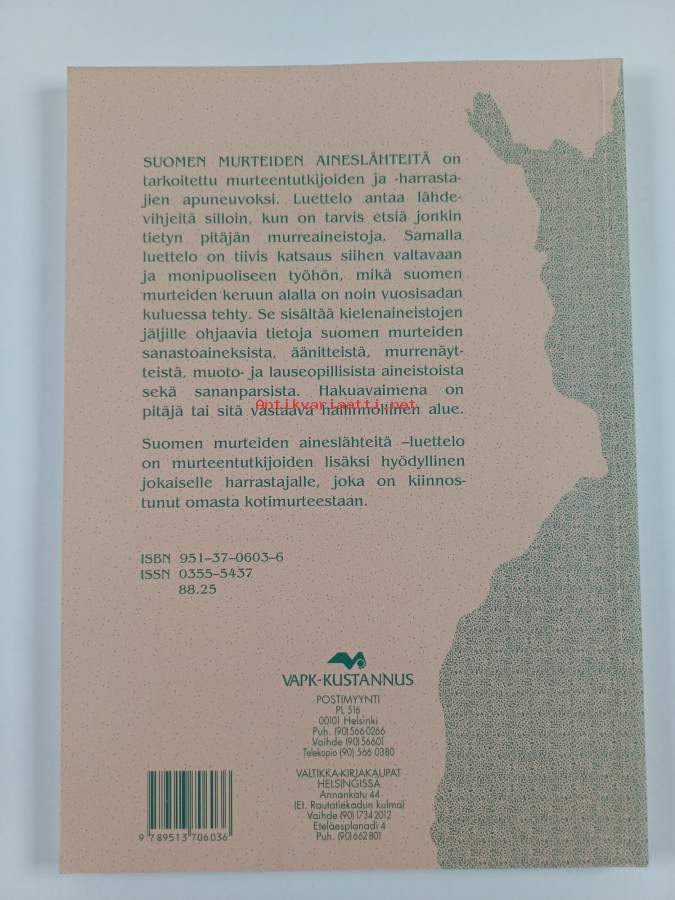 SUOMEN MURTEIDEN AINESLÄHTEITÄ on
tarkoitettu murteentutkijoiden ja -harrasta-
jien apuneuvoksi. Luettelo antaa lähde-
vihjeitä silloin, kun on tarvis etsiä jonkin
tietyn pitäjän murreaineistoja. Samalla
luettelo on tiivis katsaus siihen valtavaan
ja monipuoliseen työhön, mikä suomen
murteiden keruun alalla on noin vuosisadan
kuluessa tehty. Se sisältää kielenaineistojen
jäljille ohjaavia tietoja suomen murteiden
sanastoaineksista, äänitteistä, murrenäyt-
teistä, muoto- ja lauseopillisista aineistoista
sekä sananparsista. Hakuavaimena on
Antikvariaatti.net
pitäjä tai sitä vastaava hallinnollinen alue.
Suomen murteiden aineslähteitä –luettelo
on murteentutkijoiden lisäksi hyödyllinen
jokaiselle harrastajalle, joka on kiinnos-
tunut omasta kotimurteestaan.
ISBN 951–37–0603–6
ISSN 0355–5437
88.25
VAPK-KUSTANNUS
POSTIMYYNTI
PL 516
00101 Helsinki
Puh. (90) 566 0266
Vaihde (90) 56601
Telekopio (90) 566 0380
VALTIKKA-KIRJAKAUPAT
HELSINGISSÄ
Annankatu 44
(Et. Rautatiekadun kulma)
Vaihde (90) 1734 2012
Eteläesplanadi 4
Puh. (90) 662 801
9 789513 706036